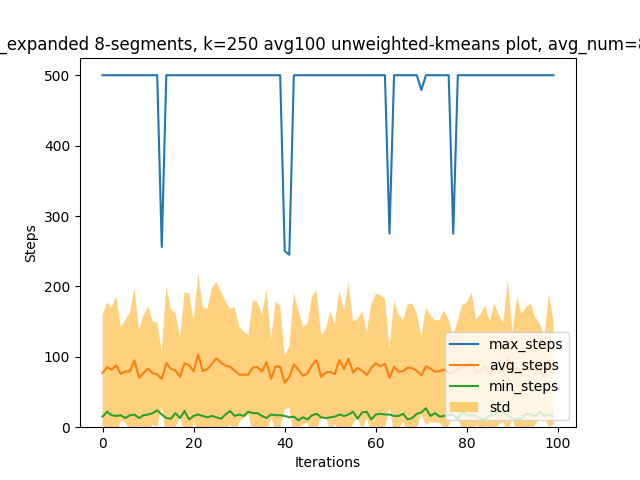 _expanded 8-segments, k=250 avg100 unweighted-kmeans plot, avg_num=8
500
400
300
200
100
0
Steps
max_steps
avg_steps
min_steps
std
0 20 40 60 80 100
Iterations